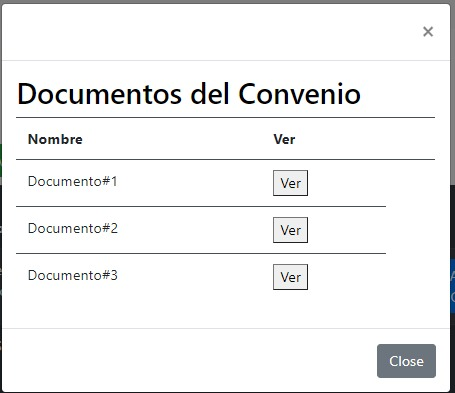 ×
Documentos del Convenio
Nombre Ver
Documento#1 Ver
Documento#2 Ver
Documento#3 Ver
Close